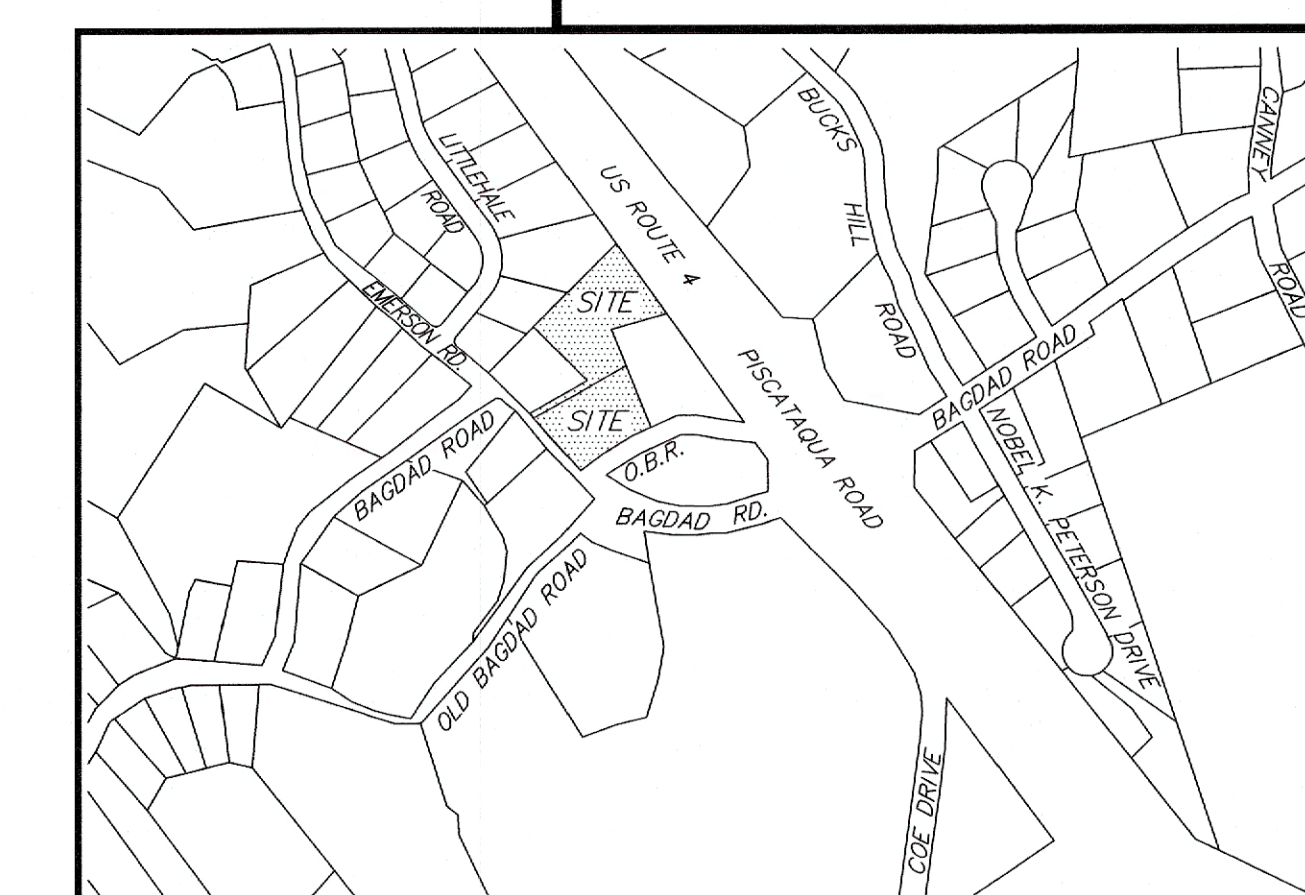 CANNEY
ROAD
BUCKS
HILL
ROAD
LITTLEHALE
ROAD
US ROUTE 4
EMERSON RD.
SITE
SITE
PISCATAQUA ROAD
BAGDAD ROAD
NOBEL K. PETERSON DRIVE
BAGDAD ROAD
O.B.R.
BAGDAD RD.
OLD BAGDAD ROAD
COE DRIVE